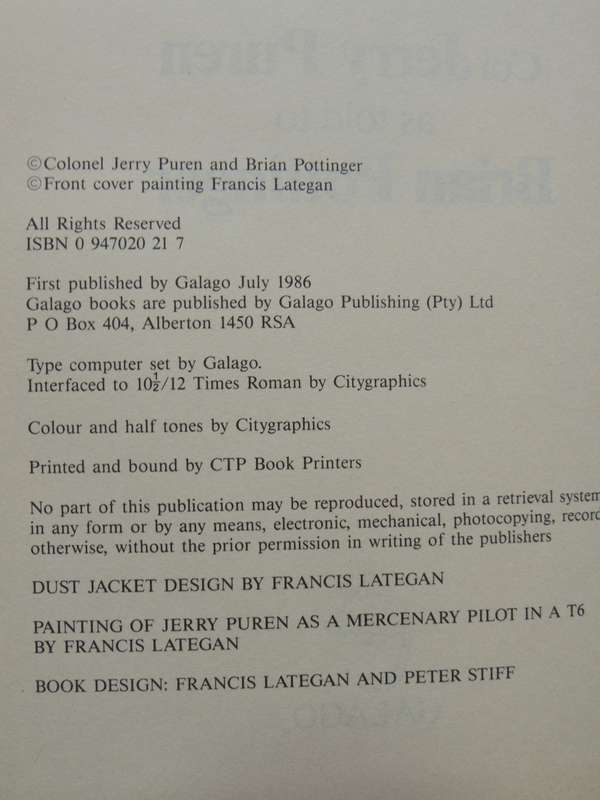 ©Colonel Jerry Puren and Brian Pottinger
©Front cover painting Francis Lategan
All Rights Reserved
ISBN 0 947020 21 7
First published by Galago July 1986
Galago books are published by Galago Publishing (Pty) Ltd
P O Box 404, Alberton 1450 RSA
Type computer set by Galago.
Interfaced to 10½/12 Times Roman by Citygraphics
Colour and half tones by Citygraphics
Printed and bound by CTP Book Printers
No part of this publication may be reproduced, stored in a retrieval system
in any form or by any means, electronic, mechanical, photocopying, record
otherwise, without the prior permission in writing of the publishers
DUST JACKET DESIGN BY FRANCIS LATEGAN
PAINTING OF JERRY PUREN AS A MERCENARY PILOT IN A T6
BY FRANCIS LATEGAN
BOOK DESIGN: FRANCIS LATEGAN AND PETER STIFF